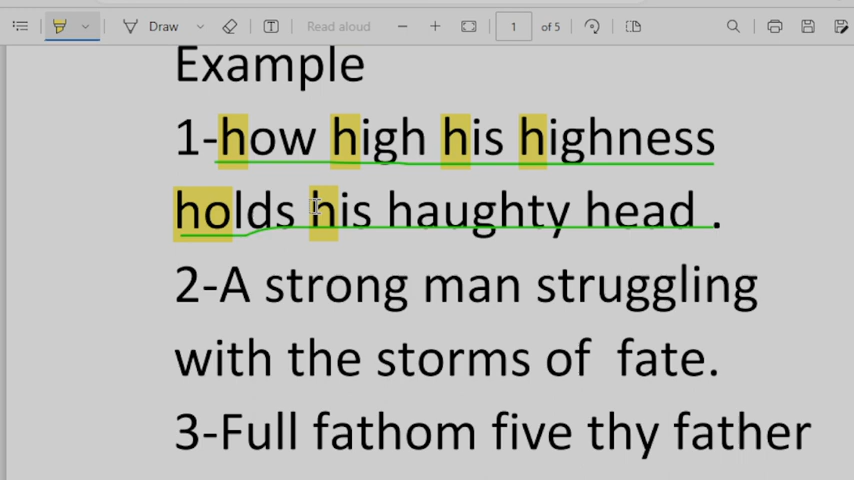 Draw
Read aloud
1
of 5
Example
1-how high his highness
holds his haughty head .
2-A strong man struggling
with the storms of  fate.
3-Full fathom five thy father